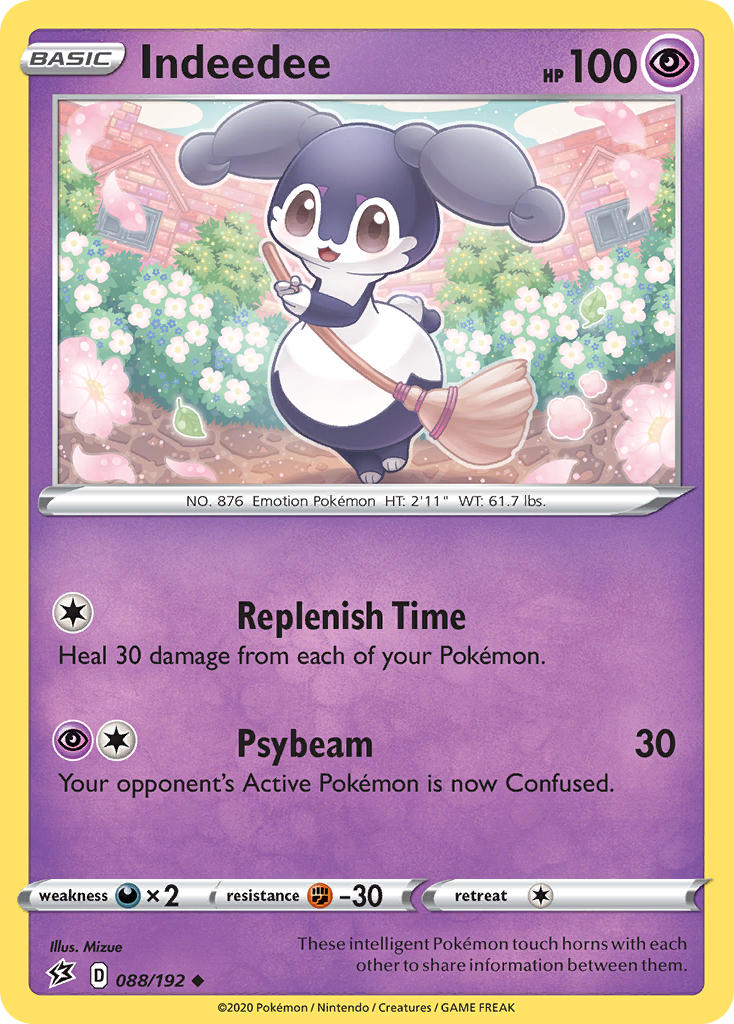 BASIC Indeedee HP 100
NO. 876 Emotion Pokémon HT: 2'11" WT: 61.7 lbs.
Replenish Time
Heal 30 damage from each of your Pokémon.
Psybeam 30
Your opponent's Active Pokémon is now Confused.
weakness ×2 resistance -30 retreat
Illus. Mizue
These intelligent Pokémon touch horns with each
other to share information between them.
D 088/192
©2020 Pokémon / Nintendo / Creatures / GAME FREAK